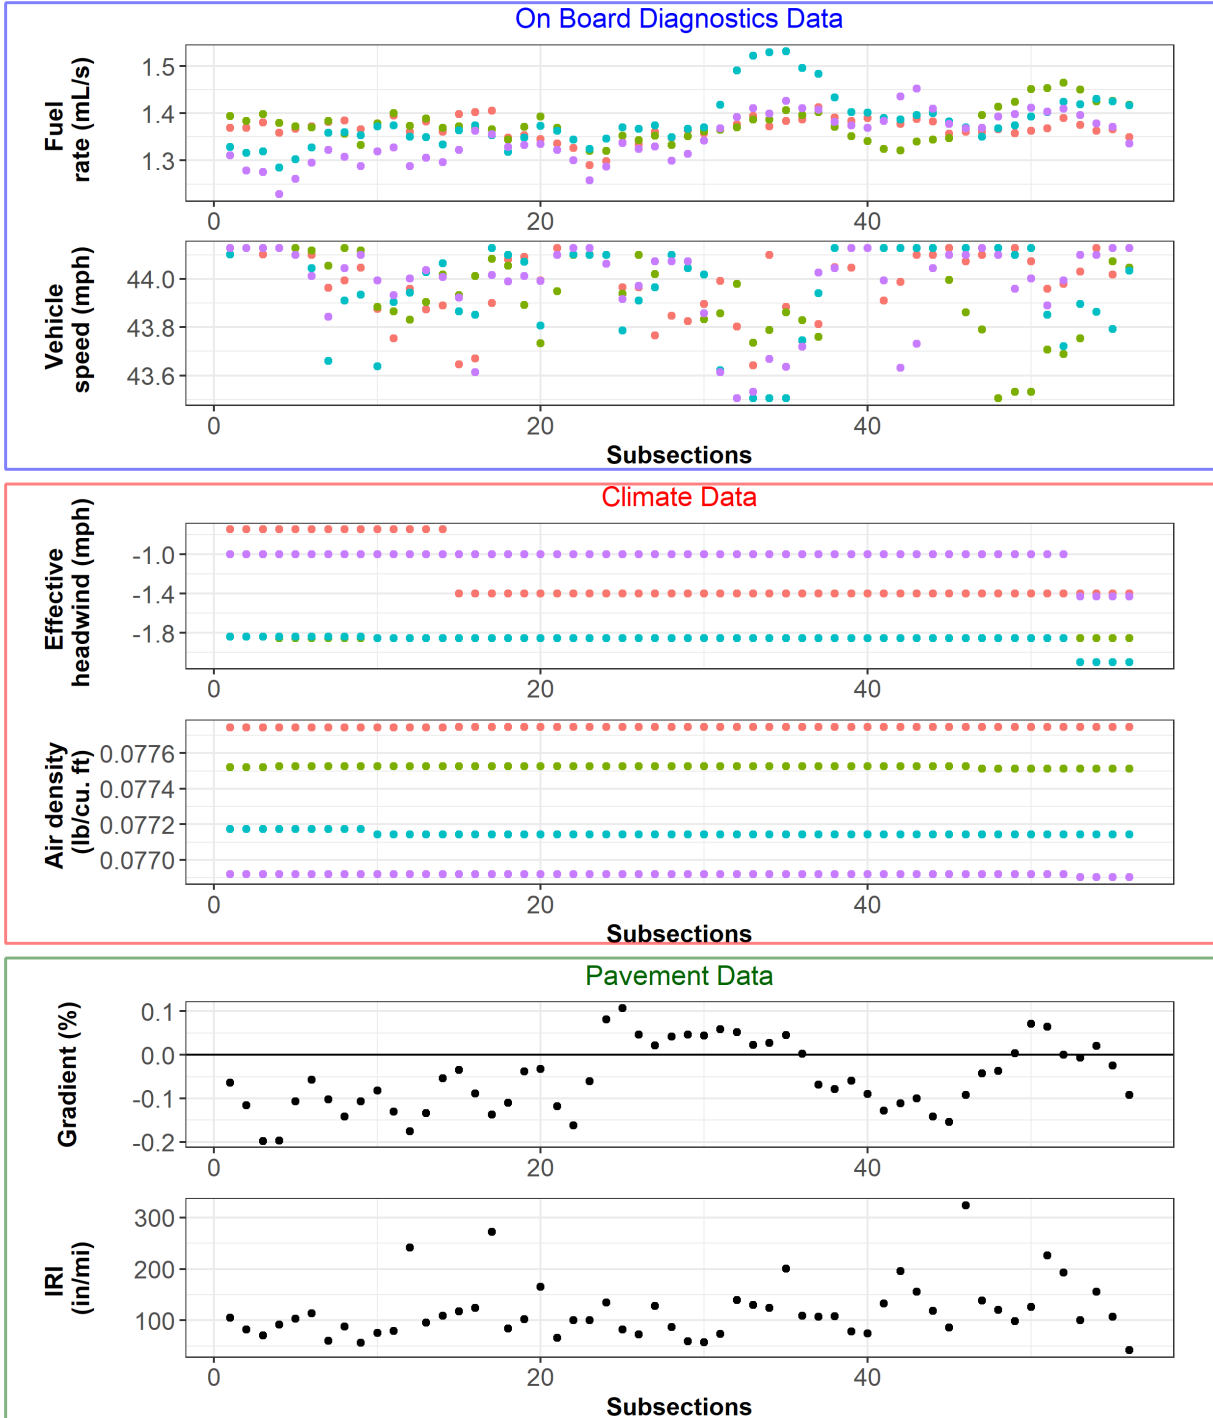 On Board Diagnostics Data
Fuel
rate (mL/s)
1.5
1.4
1.3
0
20
40
Vehicle
speed (mph)
44.0
43.8
43.6
0
20
40
Subsections
Climate Data
Effective
headwind (mph)
-1.0
-1.4
-1.8
0
20
40
Air density
(lb/cu. ft)
0.0776
0.0774
0.0772
0.0770
0
20
40
Subsections
Pavement Data
Gradient (%)
0.1
0.0
-0.1
-0.2
0
20
40
IRI
(in/mi)
300
200
100
0
20
40
Subsections